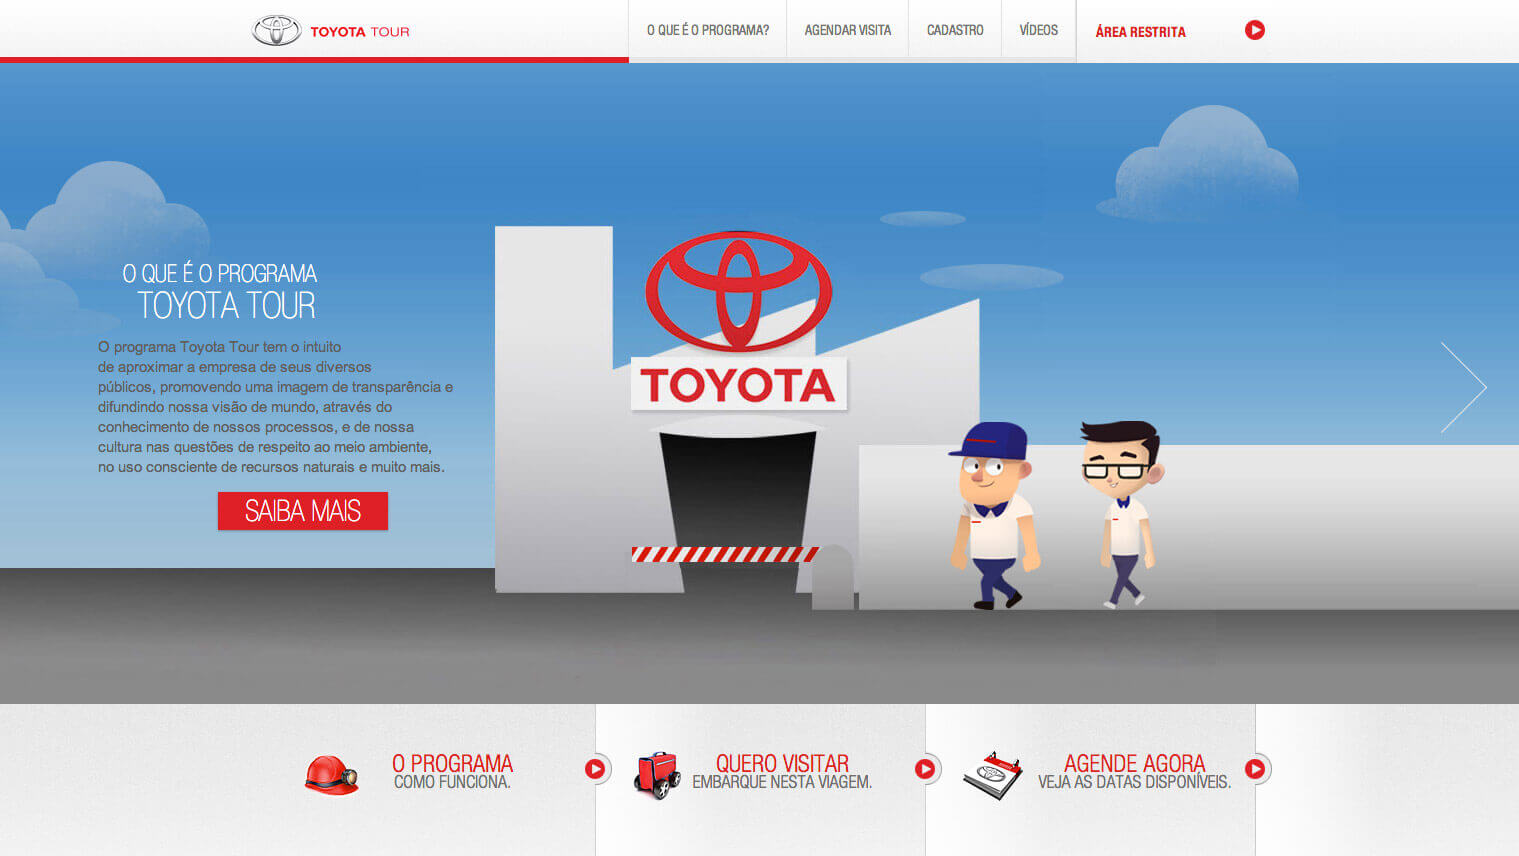 TOYOTA TOUR
O QUE É O PROGRAMA?
AGENDAR VISITA
CADASTRO
VÍDEOS
ÁREA RESTRITA
O QUE É O PROGRAMA
TOYOTA TOUR
O programa Toyota Tour tem o intuito
de aproximar a empresa de seus diversos
públicos, promovendo uma imagem de transparência e
difundindo nossa visão de mundo, através do
conhecimento de nossos processos, e de nossa
cultura nas questões de respeito ao meio ambiente,
no uso consciente de recursos naturais e muito mais.
SAIBA MAIS
TOYOTA
O PROGRAMA
COMO FUNCIONA.
QUERO VISITAR
EMBARQUE NESTA VIAGEM.
AGENDE AGORA
VEJA AS DATAS DISPONÍVEIS.